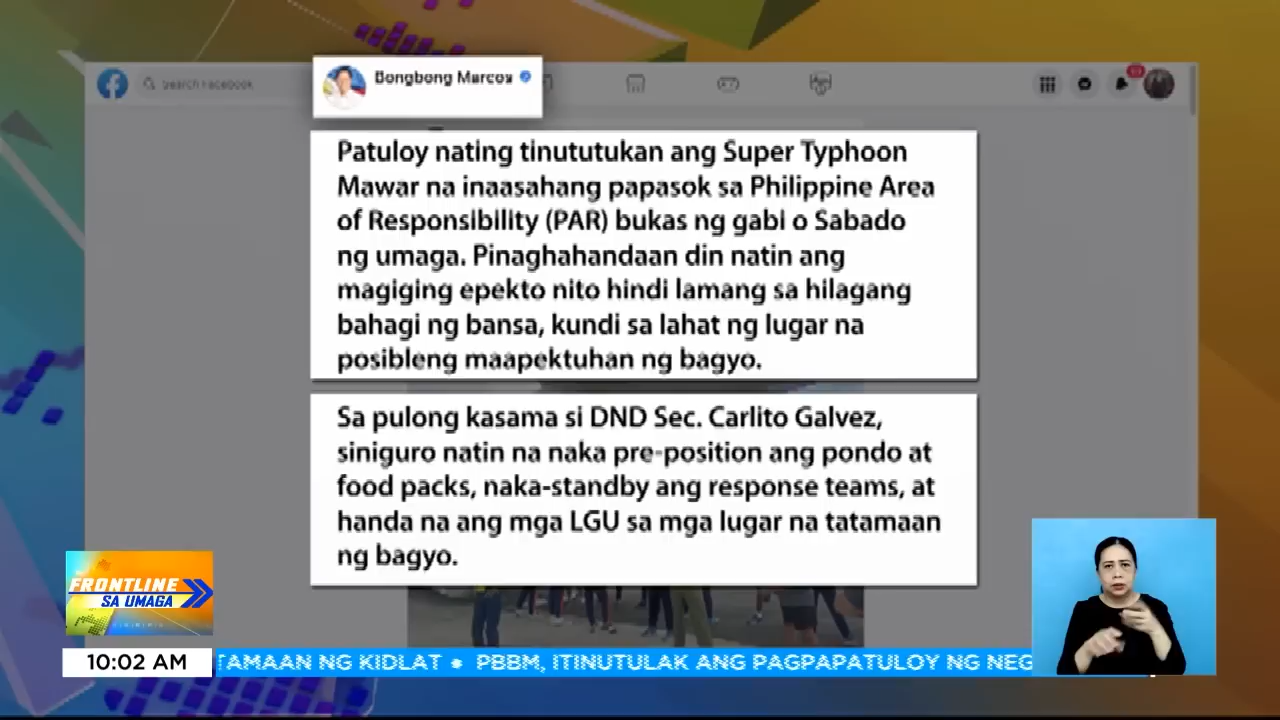 Search Facebook
Bongbong Marcos
Patuloy nating tinututukan ang Super Typhoon
Mawar na inaasahang papasok sa Philippine Area
of Responsibility (PAR) bukas ng gabi o Sabado
ng umaga. Pinaghahandaan din natin ang
magiging epekto nito hindi lamang sa hilagang
bahagi ng bansa, kundi sa lahat ng lugar na
posibleng maapektuhan ng bagyo.
Sa pulong kasama si DND Sec. Carlito Galvez,
siniguro natin na naka pre-position ang pondo at
food packs, naka-standby ang response teams, at
handa na ang mga LGU sa mga lugar na tatamaan
ng bagyo.
FRONTLINE
SA UMAGA
10:02 AM
TAMAAN NG KIDLAT • PBBM, ITINUTULAK ANG PAGPAPATULOY NG NEG